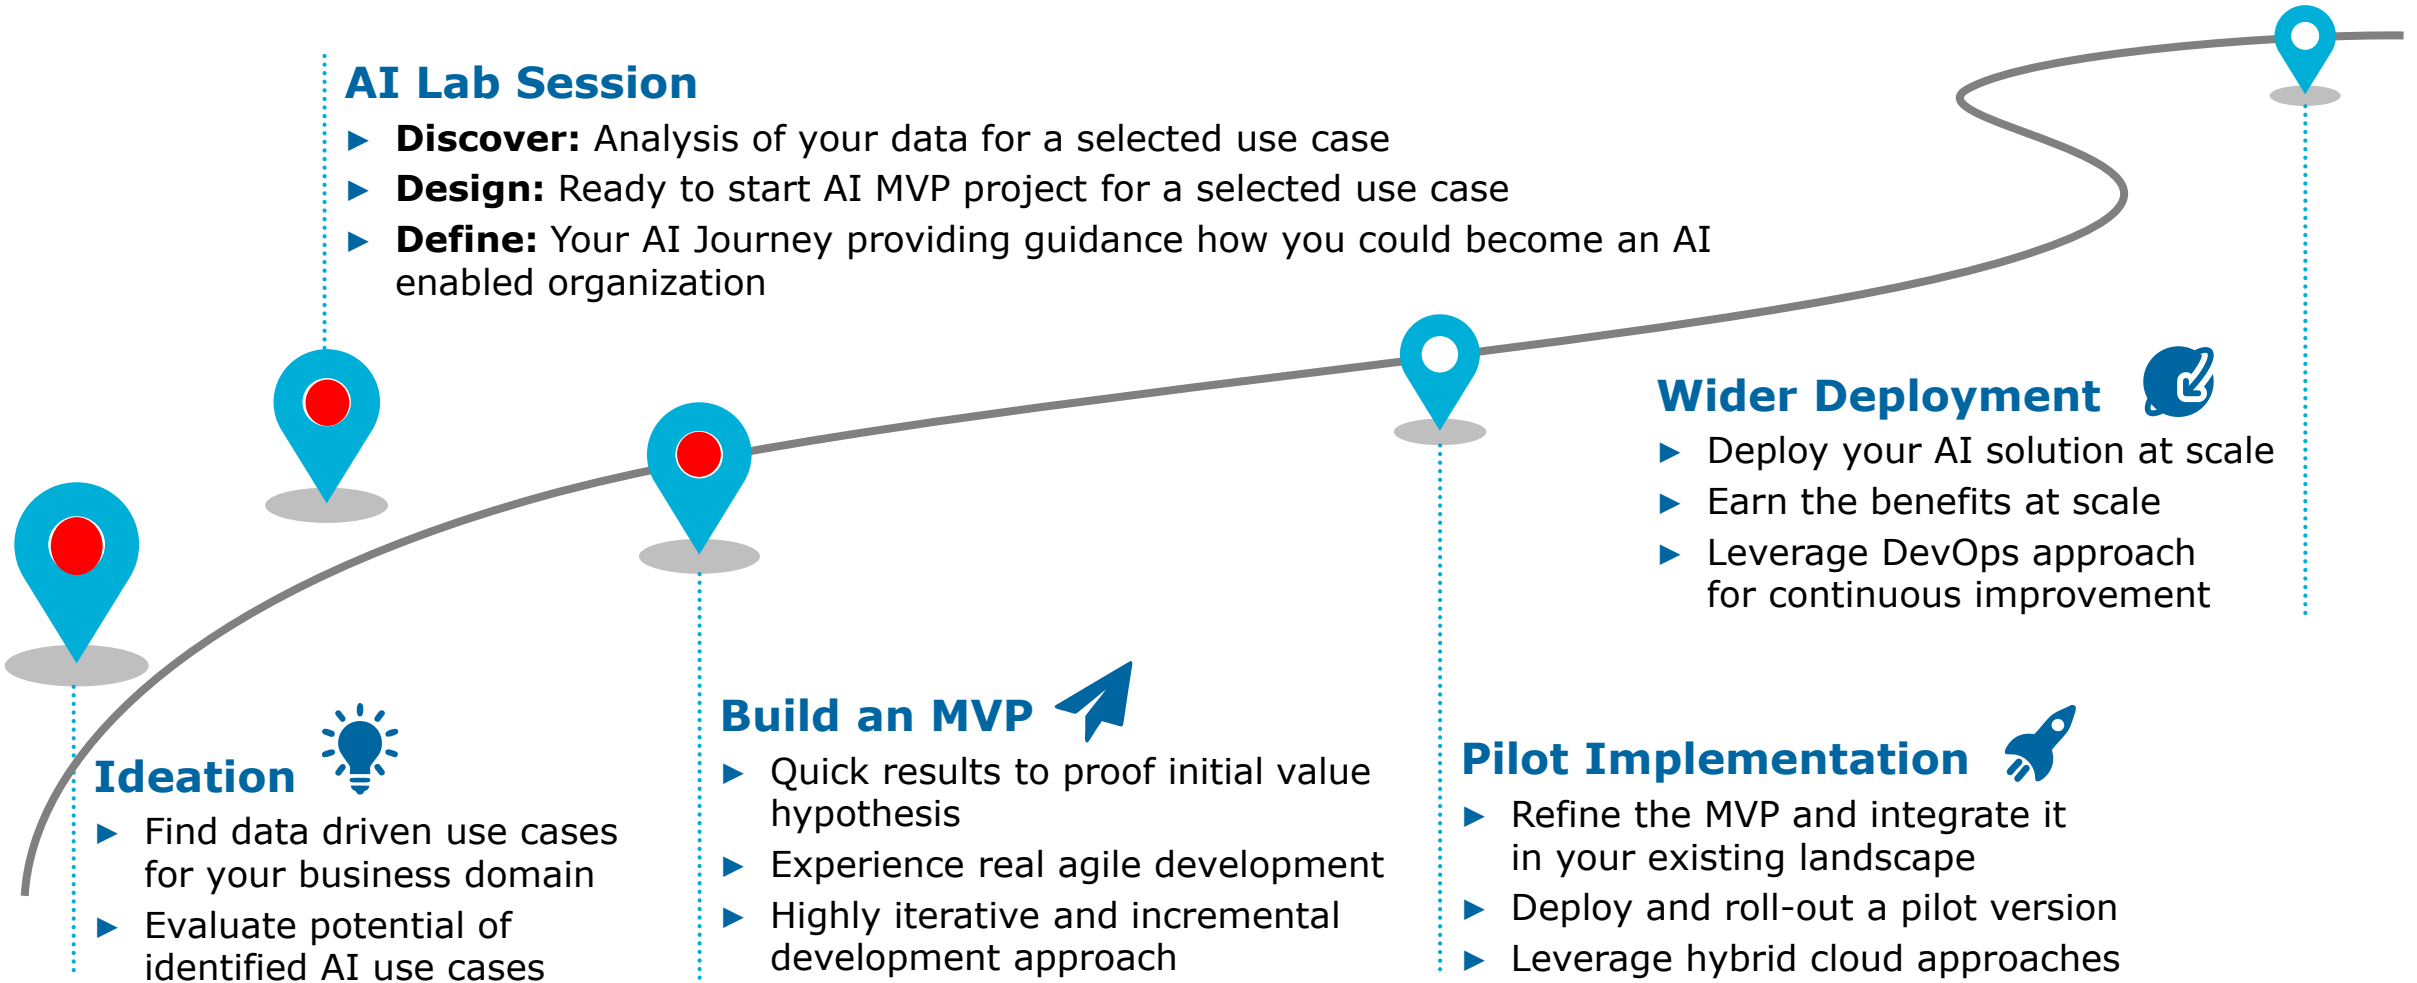 AI Lab Session
► Discover: Analysis of your data for a selected use case
► Design: Ready to start AI MVP project for a selected use case
► Define: Your AI Journey providing guidance how you could become an AI
enabled organization
Ideation
► Find data driven use cases
for your business domain
► Evaluate potential of
identified AI use cases
Build an MVP
► Quick results to proof initial value
hypothesis
► Experience real agile development
► Highly iterative and incremental
development approach
Pilot Implementation
► Refine the MVP and integrate it
in your existing landscape
► Deploy and roll-out a pilot version
► Leverage hybrid cloud approaches
Wider Deployment
► Deploy your AI solution at scale
► Earn the benefits at scale
► Leverage DevOps approach
for continuous improvement